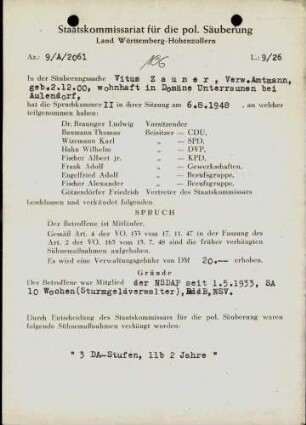 Staatskommissariat für die pol. Säuberung
Land Württemberg-Hohenzollern
Az.: 9/A/2061
L.: 9/26
186
In der Säuberungssache Vitus Zauner, Verw.Amtmann,
geb.2.12.00, wohnhaft in Domäne Unterraunen bei
Aulendorf,
hat die Spruchkammer II in ihrer Sitzung am 6.8.1948 , an welcher
teilgenommen haben:
Dr. Braunger Ludwig Vorsitzender
Baumann Thomas Beisitzer — CDU,
Wizemann Karl „ — SPD,
Hahn Wilhelm „ — DVP,
Fischer Albert jr. „ — KPD,
Frank Adolf „ — Gewerkschaften,
Engelfried Adolf „ — Berufsgruppe,
Fischer Alexander „ — Berufsgruppe,
Götzendörfer Friedrich Vertreter des Staatskommissars
beschlossen und verkündet folgenden
SPRUCH
Der Betroffene ist Mitläufer.
Gemäß Art. 4 der VO. 133 vom 17. 11. 47 in der Fassung des
Art. 2 der VO. 165 vom 13. 7. 48 sind die früher verhängten
Sühnemaßnahmen aufgehoben.
Es wird eine Verwaltungsgebühr von DM 20.— erhoben.
Gründe
Der Betroffene war Mitglied der NSDAP seit 1.5.1933, SA
10 Wochen(Sturmgeldverwalter), RddB,NSV.
Durch Entscheidung des Staatskommissars für die pol. Säuberung waren
folgende Sühnemaßnahmen verhängt worden:
" 3 DA-Stufen, 11b 2 Jahre "